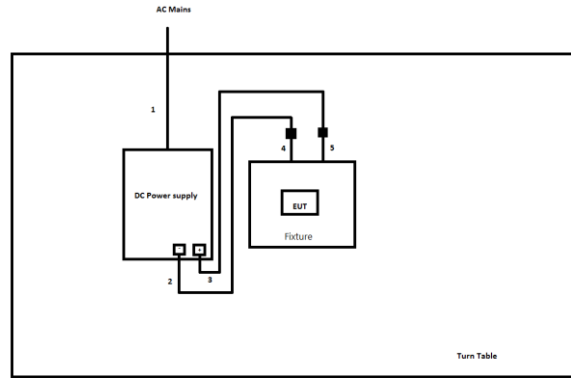 AC Mains
1
DC Power supply
- +
2
3
4
5
EUT
Fixture
Turn Table